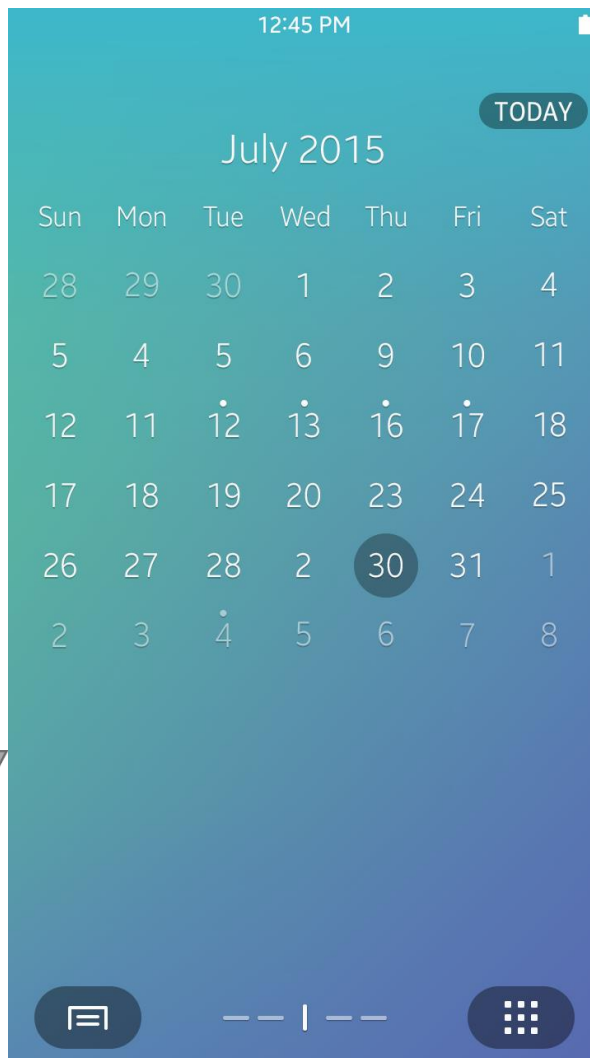 12:45 PM
TODAY
July 2015
Sun Mon Tue Wed Thu Fri Sat
28 29 30 1 2 3 4
5 4 5 6 9 10 11
12 11 12 13 16 17 18
17 18 19 20 23 24 25
26 27 28 2 30 31 1
2 3 4 5 6 7 8